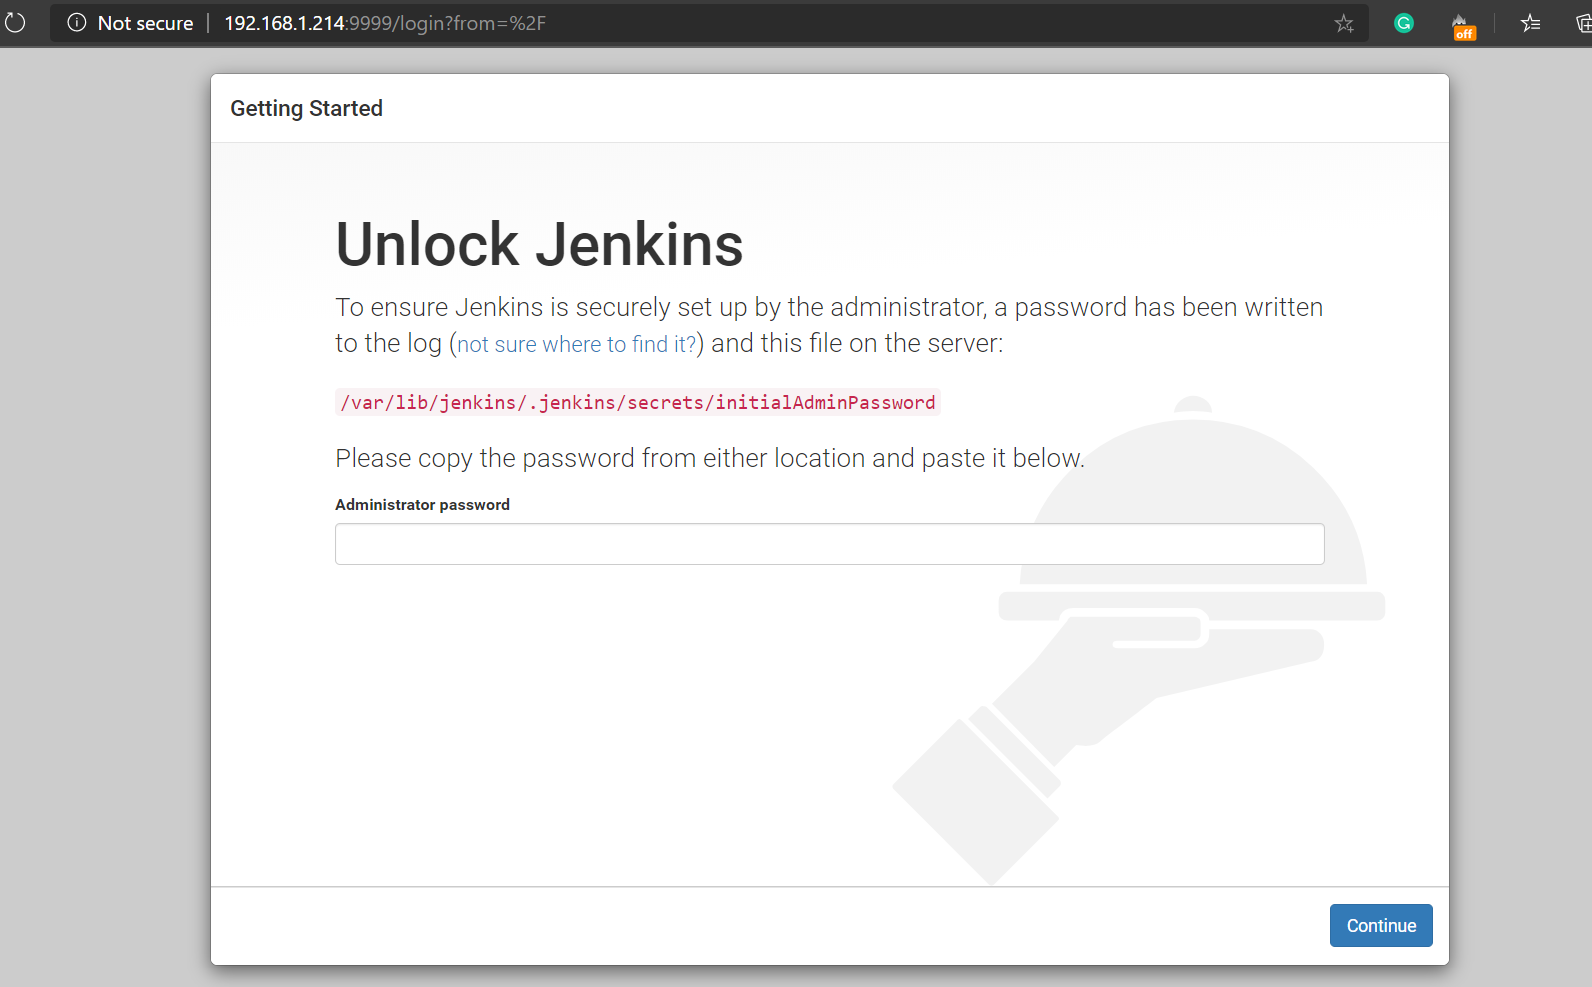 Not secure | 192.168.1.214:9999/login?from=%2F
G
off
Getting Started
Unlock Jenkins
To ensure Jenkins is securely set up by the administrator, a password has been written
to the log (not sure where to find it?) and this file on the server:
/var/lib/jenkins/.jenkins/secrets/initialAdminPassword
Please copy the password from either location and paste it below.
Administrator password
Continue